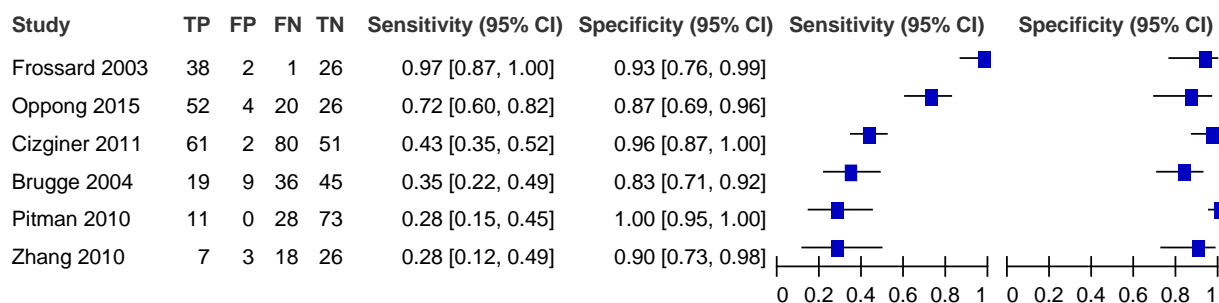 Study TP FP FN TN Sensitivity (95% CI) Specificity (95% CI) Sensitivity (95% CI) Specificity (95% CI)
Frossard 2003 38 2 1 26 0.97 [0.87, 1.00] 0.93 [0.76, 0.99]
Oppong 2015 52 4 20 26 0.72 [0.60, 0.82] 0.87 [0.69, 0.96]
Cizginer 2011 61 2 80 51 0.43 [0.35, 0.52] 0.96 [0.87, 1.00]
Brugge 2004 19 9 36 45 0.35 [0.22, 0.49] 0.83 [0.71, 0.92]
Pitman 2010 11 0 28 73 0.28 [0.15, 0.45] 1.00 [0.95, 1.00]
Zhang 2010 7 3 18 26 0.28 [0.12, 0.49] 0.90 [0.73, 0.98]
0 0.2 0.4 0.6 0.8 1 0 0.2 0.4 0.6 0.8 1